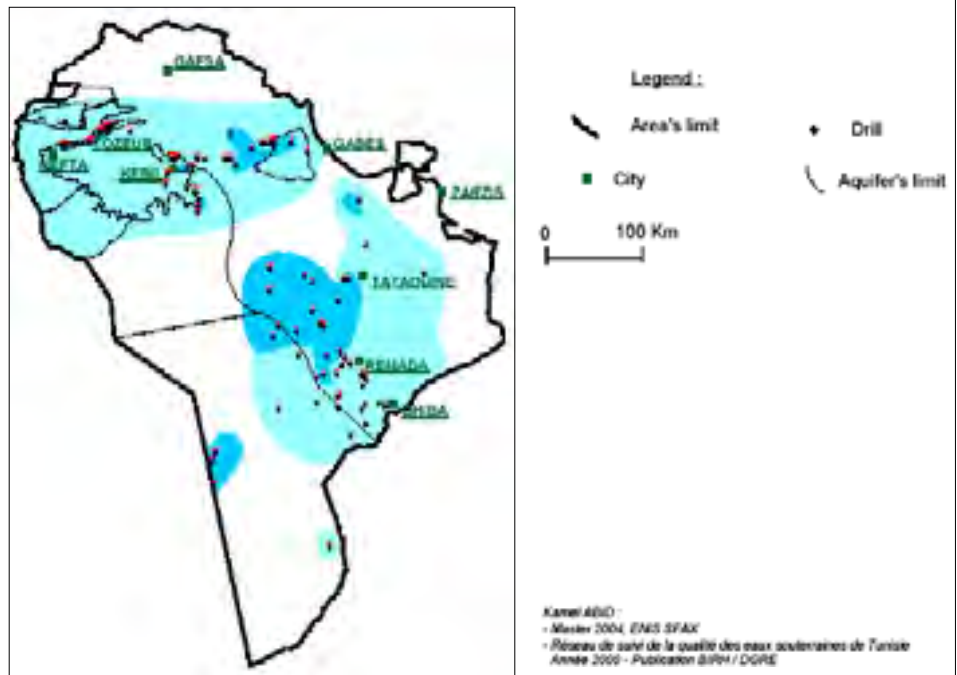 GAFSA
TOZEUR
NEFTA
KEBILI
GABES
ZARZIS
TATAOUINE
REMADA
DHIBA
Legend :
Area's limit
Drill
City
Aquifer's limit
0 100 Km
Kamel ABID :
- Master 2004, ENIS SFAX
- Réseau de suivi de la qualité des eaux souterraines de Tunisie
Année 2000 - Publication BIRH / DGRE